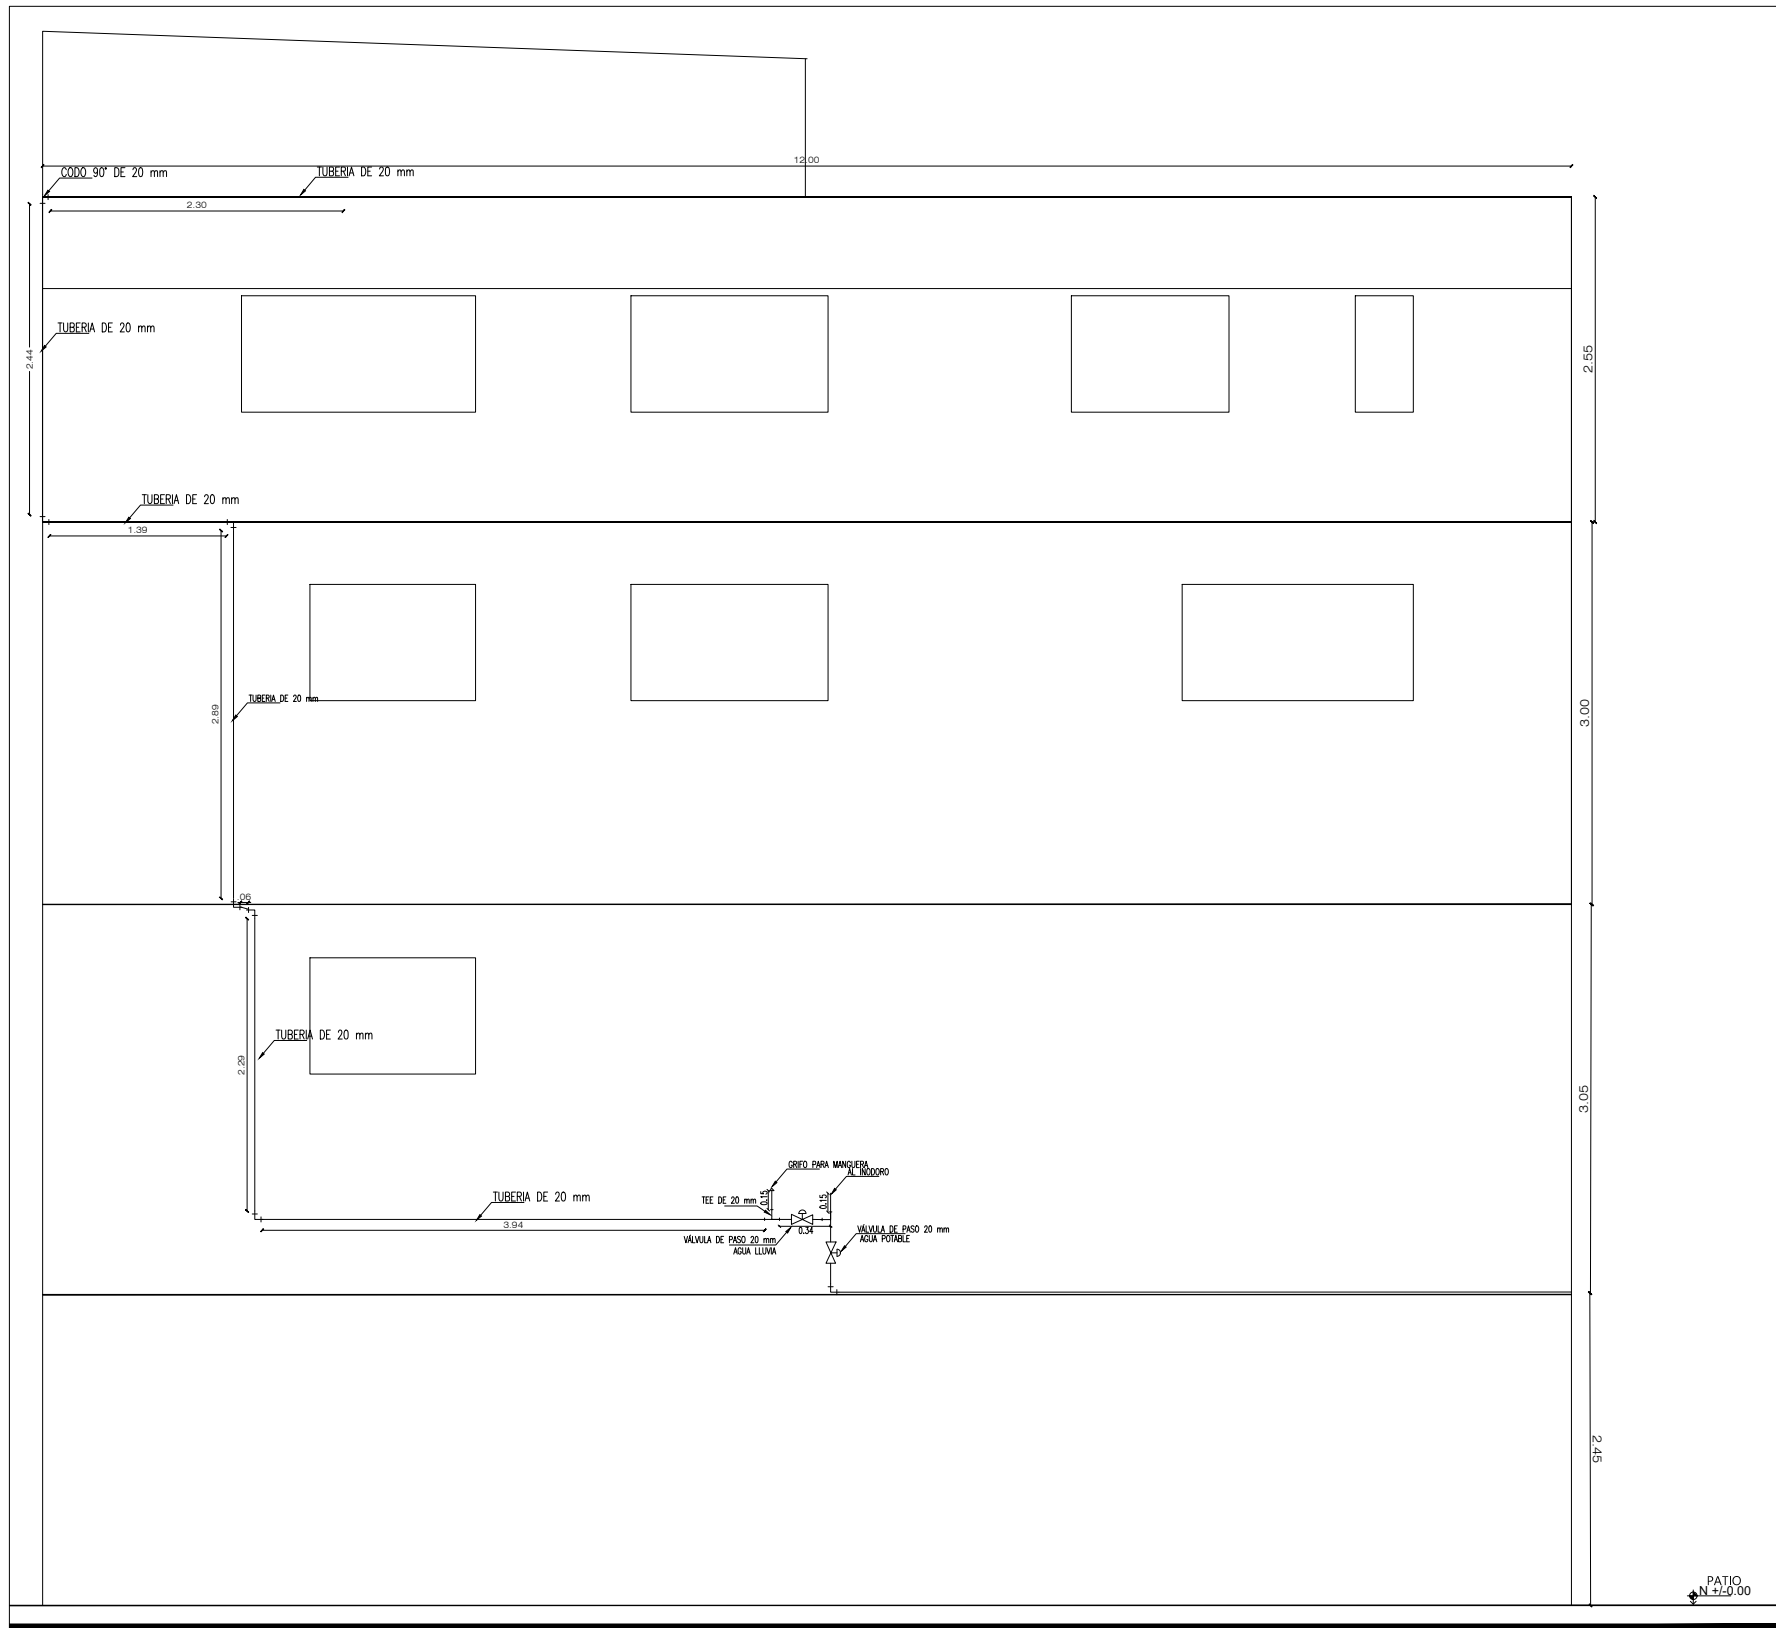 12.00
CODO 90° DE 20 mm
TUBERIA DE 20 mm
2.30
TUBERIA DE 20 mm
2.44
2.55
TUBERIA DE 20 mm
1.39
TUBERIA DE 20 mm
2.89
3.00
.06
TUBERIA DE 20 mm
2.29
3.05
GRIFO PARA MANGUERA
AL INODORO
TUBERIA DE 20 mm
TEE DE 20 mm
0.15
0.15
3.94
0.34
VÁLVULA DE PASO 20 mm
AGUA LLUVIA
VÁLVULA DE PASO 20 mm
AGUA POTABLE
2.45
PATIO
N +/-0.00